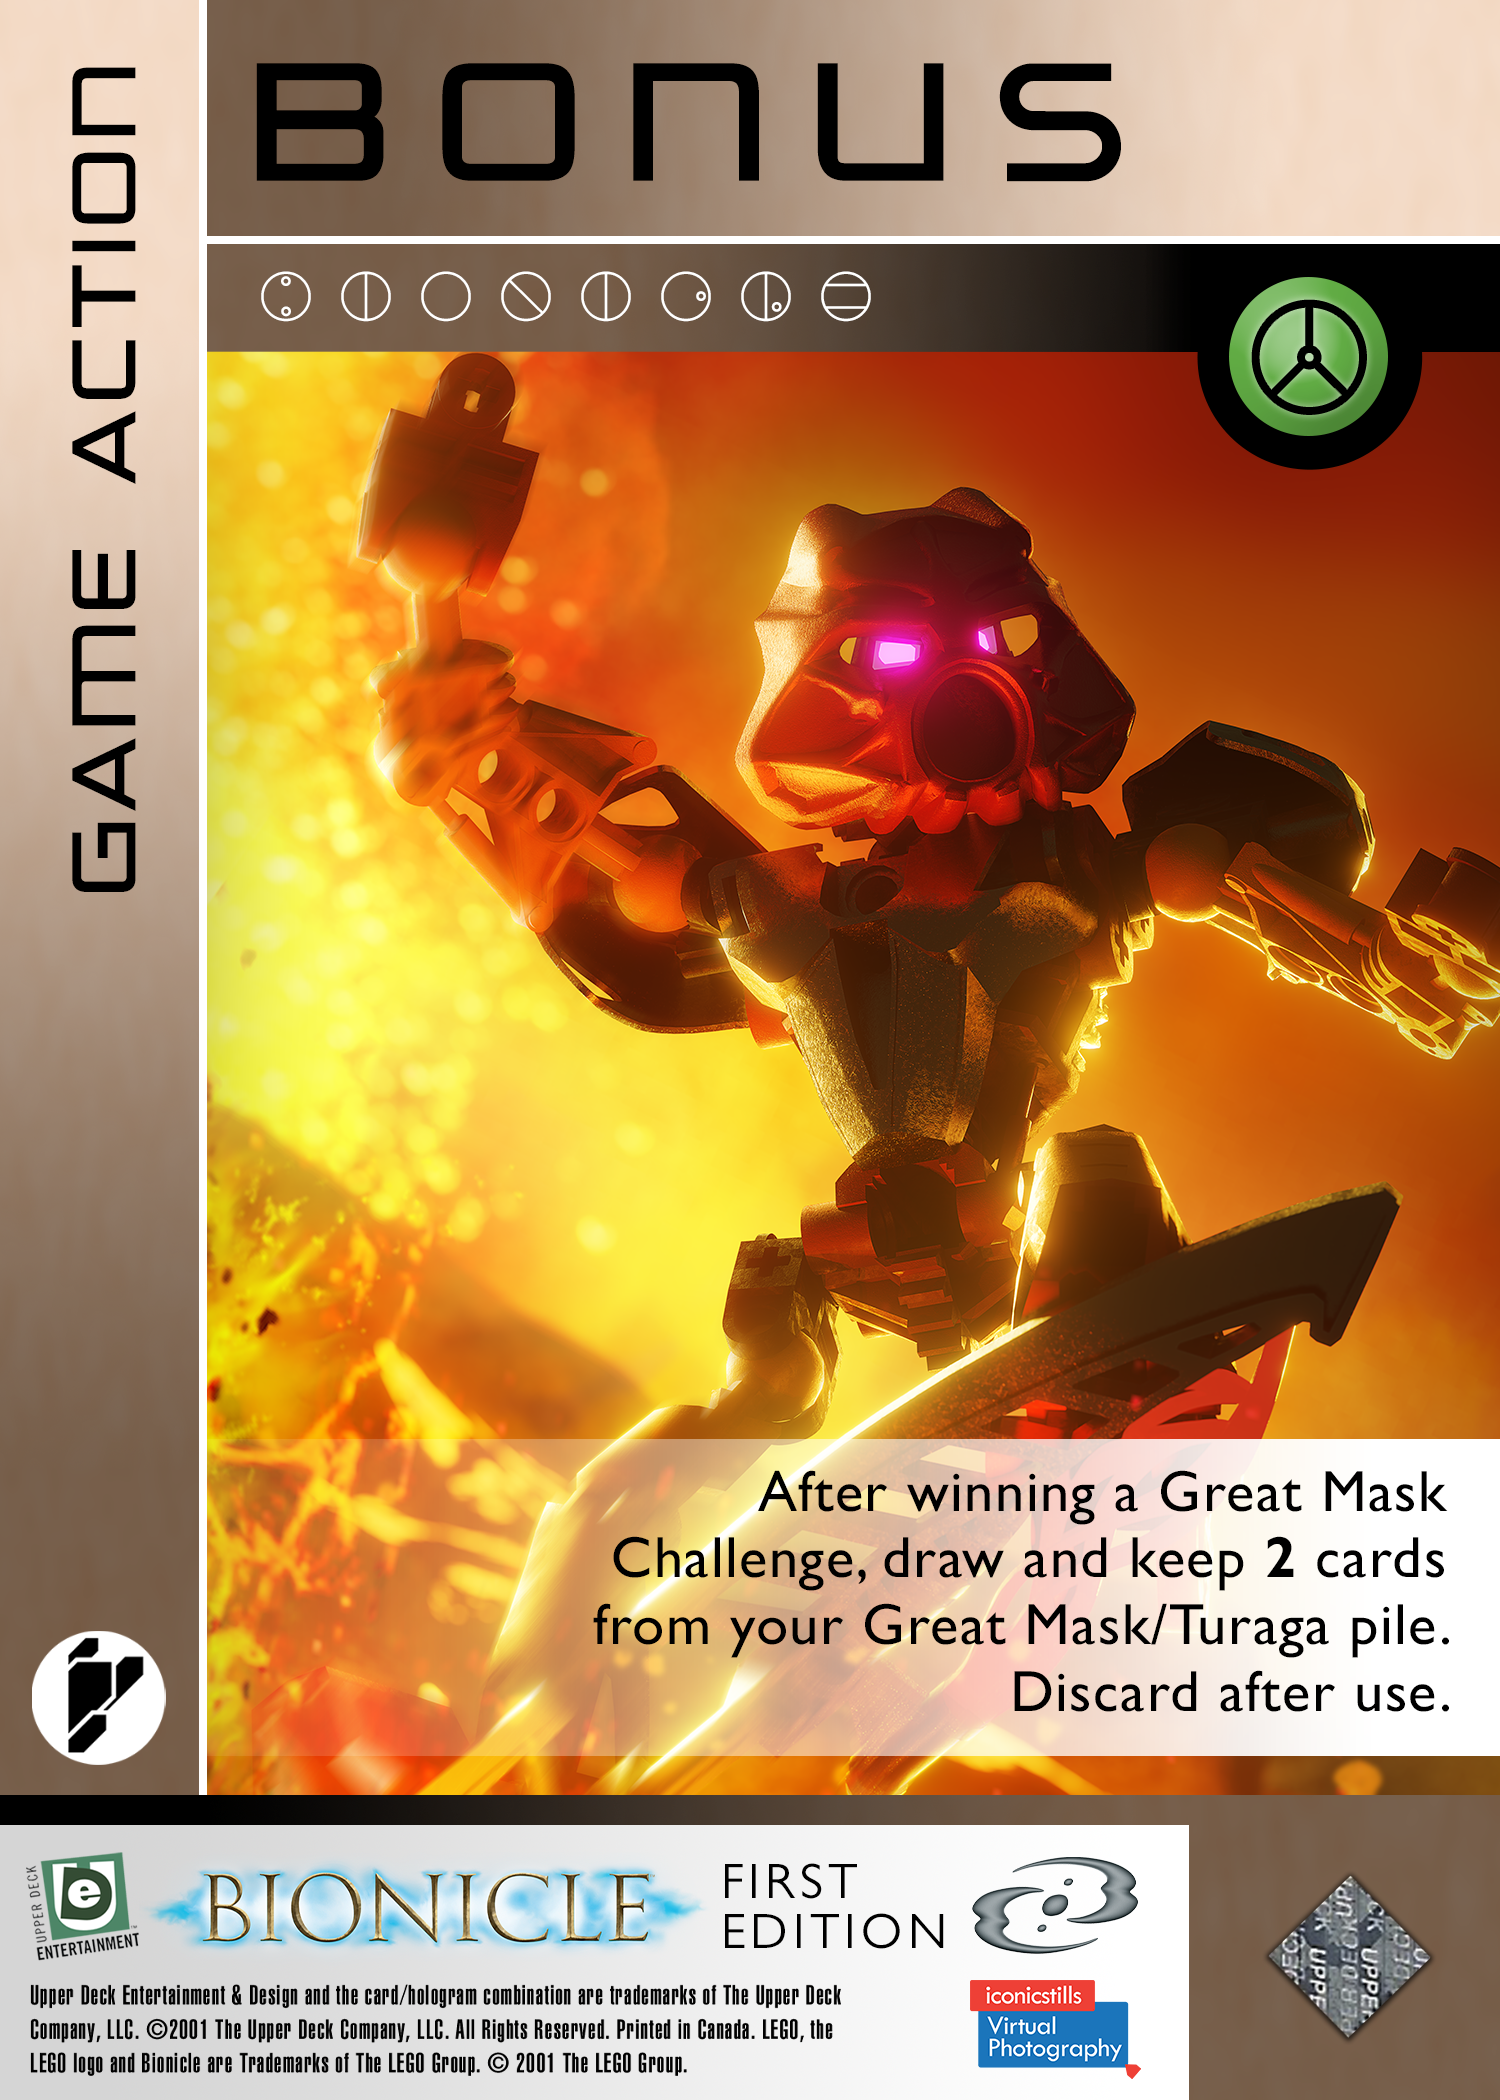 GAME ACTION
BONUS
After winning a Great Mask
Challenge, draw and keep 2 cards
from your Great Mask/Turaga pile.
Discard after use.
UPPER DECK
e
ENTERTAINMENT
BIONICLE
FIRST
EDITION
Upper Deck Entertainment & Design and the card/hologram combination are trademarks of The Upper Deck
Company, LLC. ©2001 The Upper Deck Company, LLC. All Rights Reserved. Printed in Canada. LEGO, the
LEGO logo and Bionicle are Trademarks of The LEGO Group. © 2001 The LEGO Group.
iconicstills
Virtual
Photography